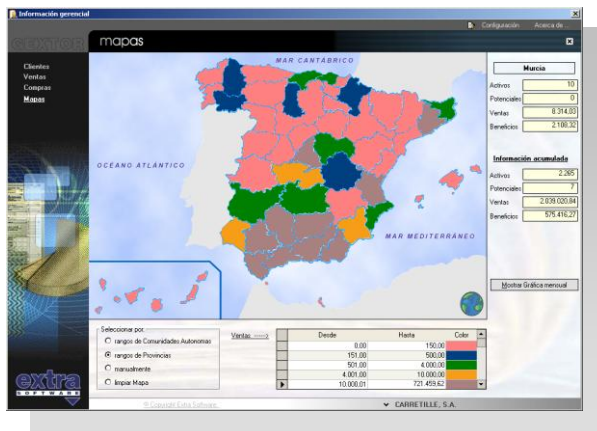 Información gerencial
Configuración
Acerca de ...
GEXTOR
mapas
Clientes
Ventas
Compras
Mapas
MAR CANTÁBRICO
OCEANO ATLÁNTICO
MAR MEDITERRÁNEO
Murcia
Activos 10
Potenciales 0
Ventas 8.314,83
Beneficios 2.108,32
Información acumulada
Activos 2.265
Potenciales 7
Ventas 2.839.020,84
Beneficios 575.416,27
Mostrar Gráfica mensual
Seleccionar por:
rangos de Comunidades Autonomas
rangos de Provincias
manualmente
limpiar Mapa
Ventas ---->
Desde Hasta Color
0,00 150,00
151,00 500,00
501,00 4.000,00
4.001,00 10.000,00
10.000,01 721.459,62
extra
SOFTWARE
© Copyright Extra Software.
CARRETILLE, S.A.